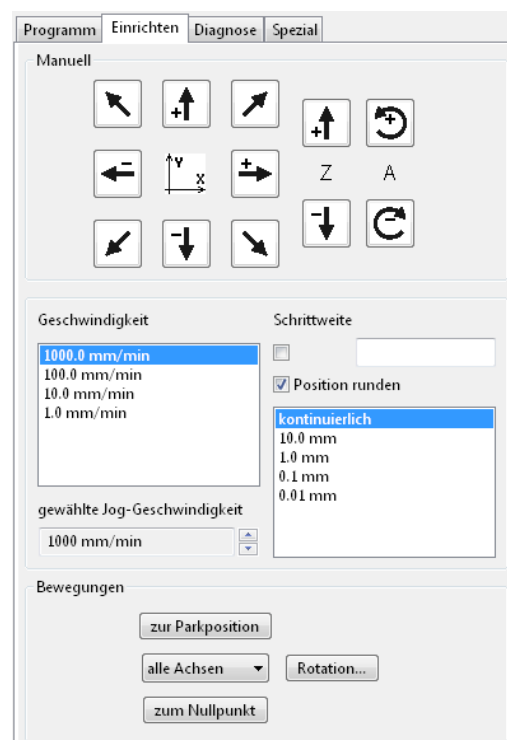 Programm Einrichten Diagnose Spezial
Manuell
+ +
- Y X + Z A
- -
Geschwindigkeit
1000.0 mm/min
100.0 mm/min
10.0 mm/min
1.0 mm/min
gewählte Jog-Geschwindigkeit
1000 mm/min
Schrittweite
Position runden
kontinuierlich
10.0 mm
1.0 mm
0.1 mm
0.01 mm
Bewegungen
zur Parkposition
alle Achsen Rotation...
zum Nullpunkt